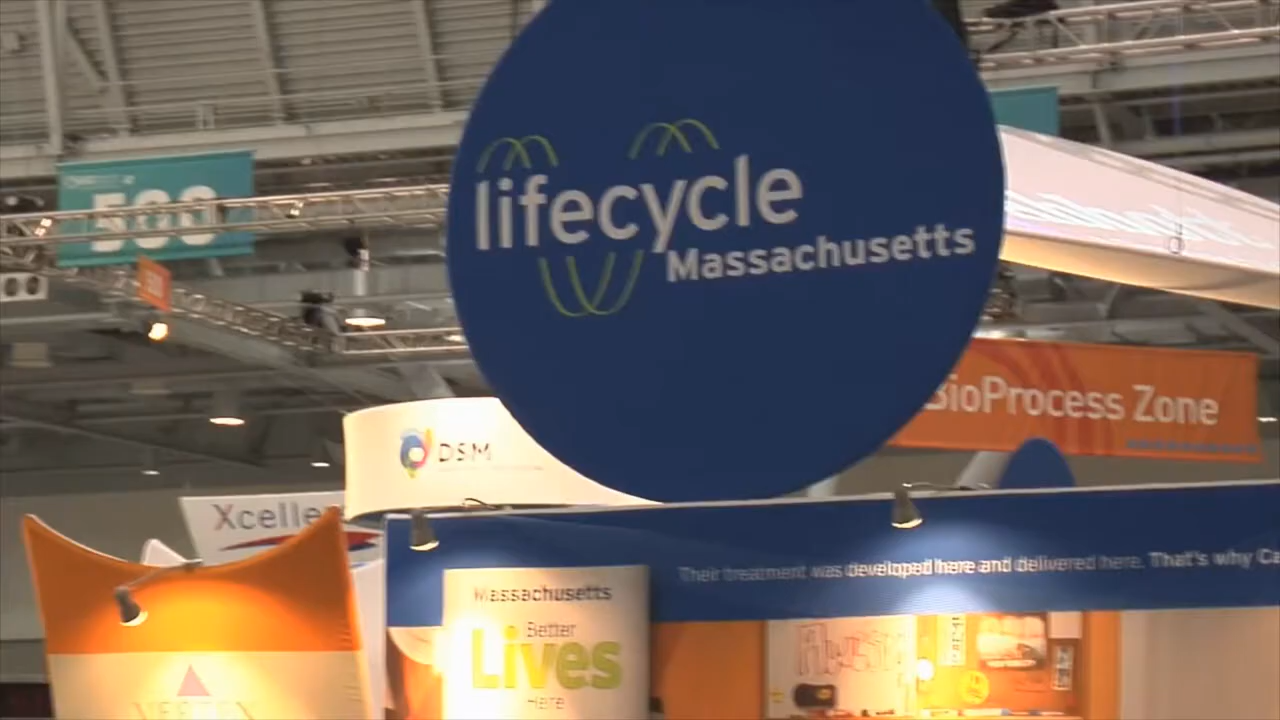 500
lifecycle
Massachusetts
BioProcess Zone
DSM
Xcelle
Their treatment was developed here and delivered here. That's why Ca
Massachusetts
Better
Lives
Here
VERTEX